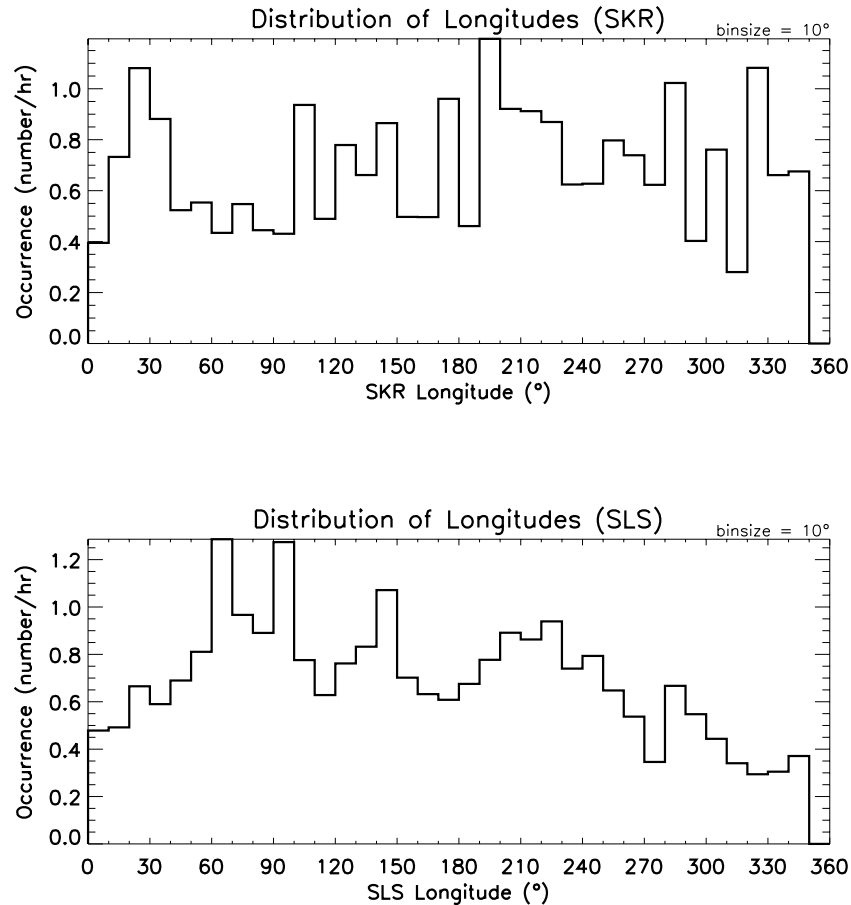 Distribution of Longitudes (SKR)
binsize = 10°
Occurrence (number/hr)
1.0
0.8
0.6
0.4
0.2
0.0
0 30 60 90 120 150 180 210 240 270 300 330 360
SKR Longitude (°)
Distribution of Longitudes (SLS)
binsize = 10°
Occurrence (number/hr)
1.2
1.0
0.8
0.6
0.4
0.2
0.0
0 30 60 90 120 150 180 210 240 270 300 330 360
SLS Longitude (°)